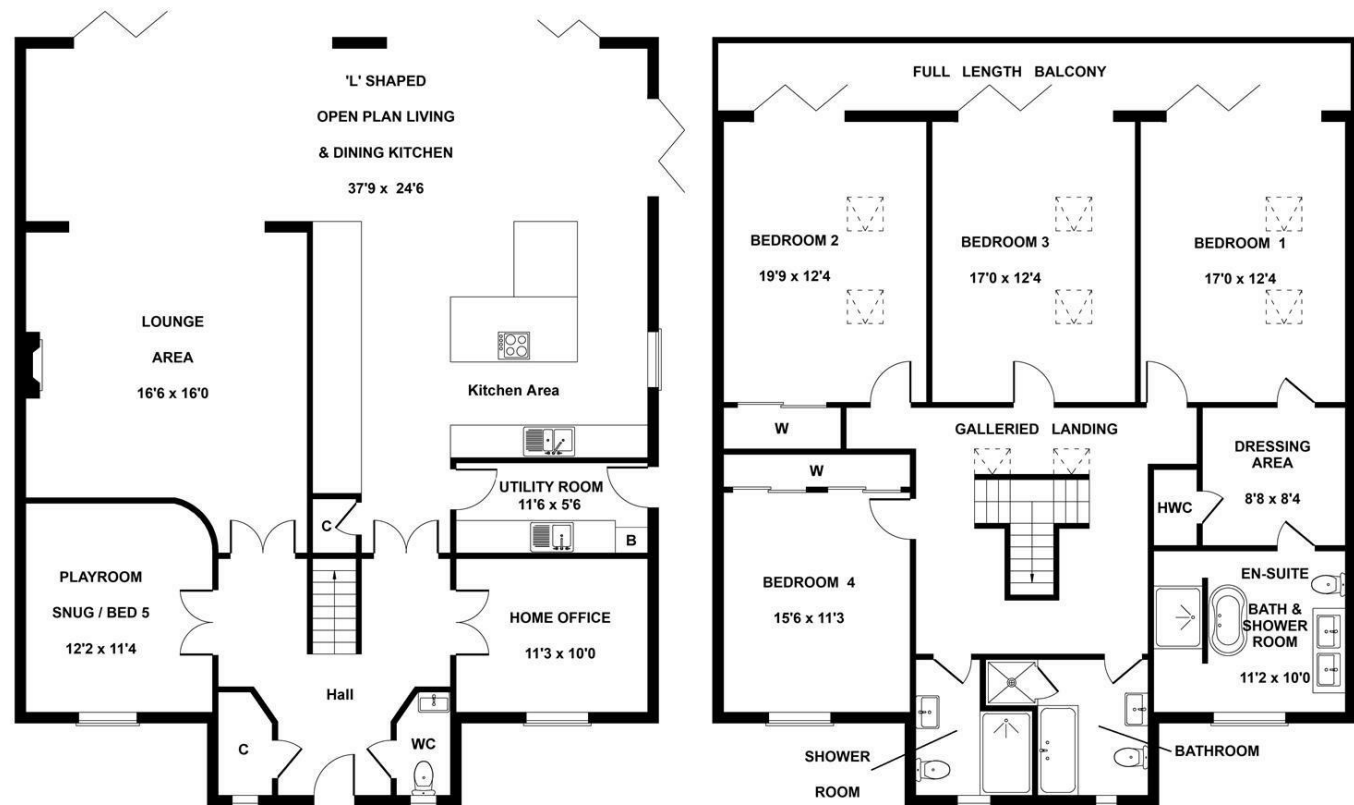 'L' SHAPED
OPEN PLAN LIVING
& DINING KITCHEN
37'9 x 24'6
LOUNGE
AREA
16'6 x 16'0
Kitchen Area
UTILITY ROOM
11'6 x 5'6
C
B
PLAYROOM
SNUG / BED 5
12'2 x 11'4
HOME OFFICE
11'3 x 10'0
Hall
C
WC
FULL LENGTH BALCONY
BEDROOM 2
19'9 x 12'4
BEDROOM 3
17'0 x 12'4
BEDROOM 1
17'0 x 12'4
W
GALLERIED LANDING
DRESSING
AREA
8'8 x 8'4
W
HWC
BEDROOM 4
15'6 x 11'3
EN-SUITE
BATH &
SHOWER
ROOM
11'2 x 10'0
SHOWER
ROOM
BATHROOM